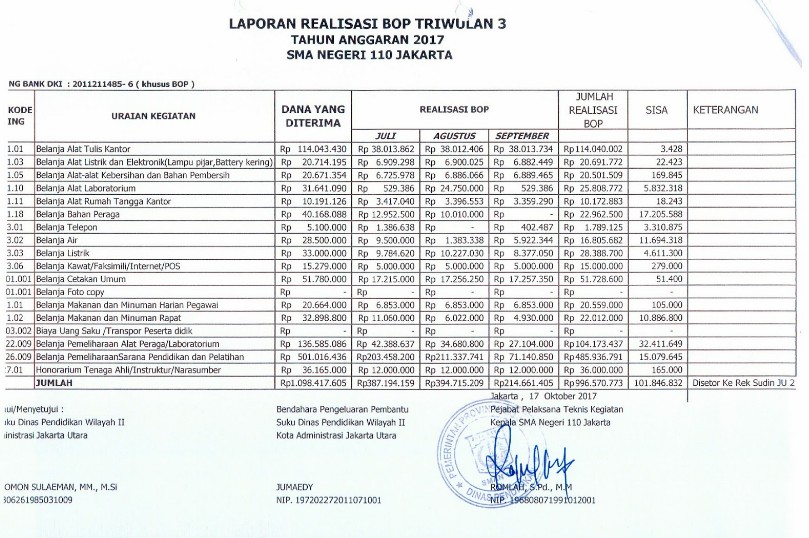 LAPORAN REALISASI BOP TRIWULAN 3
TAHUN ANGGARAN 2017
SMA NEGERI 110 JAKARTA
NG BANK DKI : 2011211485- 6 ( khusus BOP )
KODE ING URAIAN KEGIATAN DANA YANG DITERIMA REALISASI BOP JUMLAH REALISASI BOP SISA KETERANGAN
JULI AGUSTUS SEPTEMBER
1.01 Belanja Alat Tulis Kantor Rp 114.043.430 Rp 38.013.862 Rp 38.012.406 Rp 38.013.734 Rp114.040.002 3.428
1.03 Belanja Alat Listrik dan Elektronik(Lampu pijar,Battery kering) Rp 20.714.195 Rp 6.909.298 Rp 6.900.025 Rp 6.882.449 Rp 20.691.772 22.423
1.05 Belanja Alat-alat Kebersihan dan Bahan Pembersih Rp 20.671.354 Rp 6.725.978 Rp 6.886.066 Rp 6.889.465 Rp 20.501.509 169.845
1.10 Belanja Alat Laboratorium Rp 31.641.090 Rp 529.386 Rp 24.750.000 Rp 529.386 Rp 25.808.772 5.832.318
1.11 Belanja Alat Rumah Tangga Kantor Rp 10.191.126 Rp 3.417.040 Rp 3.396.553 Rp 3.359.290 Rp 10.172.883 18.243
1.18 Belanja Bahan Peraga Rp 40.168.088 Rp 12.952.500 Rp 10.010.000 Rp - Rp 22.962.500 17.205.588
3.01 Belanja Telepon Rp 5.100.000 Rp 1.386.638 Rp - Rp 402.487 Rp 1.789.125 3.310.875
3.02 Belanja Air Rp 28.500.000 Rp 9.500.000 Rp 1.383.338 Rp 5.922.344 Rp 16.805.682 11.694.318
3.03 Belanja Listrik Rp 33.000.000 Rp 9.784.620 Rp 10.227.030 Rp 8.377.050 Rp 28.388.700 4.611.300
3.06 Belanja Kawat/Faksimili/Internet/POS Rp 15.279.000 Rp 5.000.000 Rp 5.000.000 Rp 5.000.000 Rp 15.000.000 279.000
01.001 Belanja Cetakan Umum Rp 51.780.000 Rp 17.215.000 Rp 17.256.250 Rp 17.257.350 Rp 51.728.600 51.400
01.001 Belanja Foto copy Rp - Rp - Rp - Rp - Rp - -
1.01 Belanja Makanan dan Minuman Harian Pegawai Rp 20.664.000 Rp 6.853.000 Rp 6.853.000 Rp 6.853.000 Rp 20.559.000 105.000
1.02 Belanja Makanan dan Minuman Rapat Rp 32.898.800 Rp 11.060.000 Rp 6.022.000 Rp 4.930.000 Rp 22.012.000 10.886.800
03.002 Biaya Uang Saku /Transpor Peserta didik Rp - Rp - Rp - Rp - Rp - -
22.009 Belanja Pemeliharaan Alat Peraga/Laboratorium Rp 136.585.086 Rp 42.388.637 Rp 34.680.800 Rp 27.104.000 Rp 104.173.437 32.411.649
26.009 Belanja PemeliharaanSarana Pendidikan dan Pelatihan Rp 501.016.436 Rp203.458.200 Rp211.337.741 Rp 71.140.850 Rp485.936.791 15.079.645
7.01 Honorarium Tenaga Ahli/Instruktur/Narasumber Rp 36.165.000 Rp 12.000.000 Rp 12.000.000 Rp 12.000.000 Rp 36.000.000 165.000
JUMLAH Rp1.098.417.605 Rp387.194.159 Rp394.715.209 Rp214.661.405 Rp996.570.773 101.846.832 Disetor Ke Rek Sudin JU 2
Jakarta , 17 Oktober 2017
ui/Menyetujui : Bendahara Pengeluaran Pembantu Pejabat Pelaksana Teknis Kegiatan
uku Dinas Pendidikan Wilayah II Suku Dinas Pendidikan Wilayah II Kepala SMA Negeri 110 Jakarta
inistrasi Jakarta Utara Kota Administrasi Jakarta Utara
OMON SULAEMAN, MM., M.Si JUMAEDY ROMLAH, S.Pd., M.M
806261985031009 NIP. 197202272011071001 NIP. 196808071991012001
PEMERINTAH PROVINSI
DINAS PENDIDIKAN